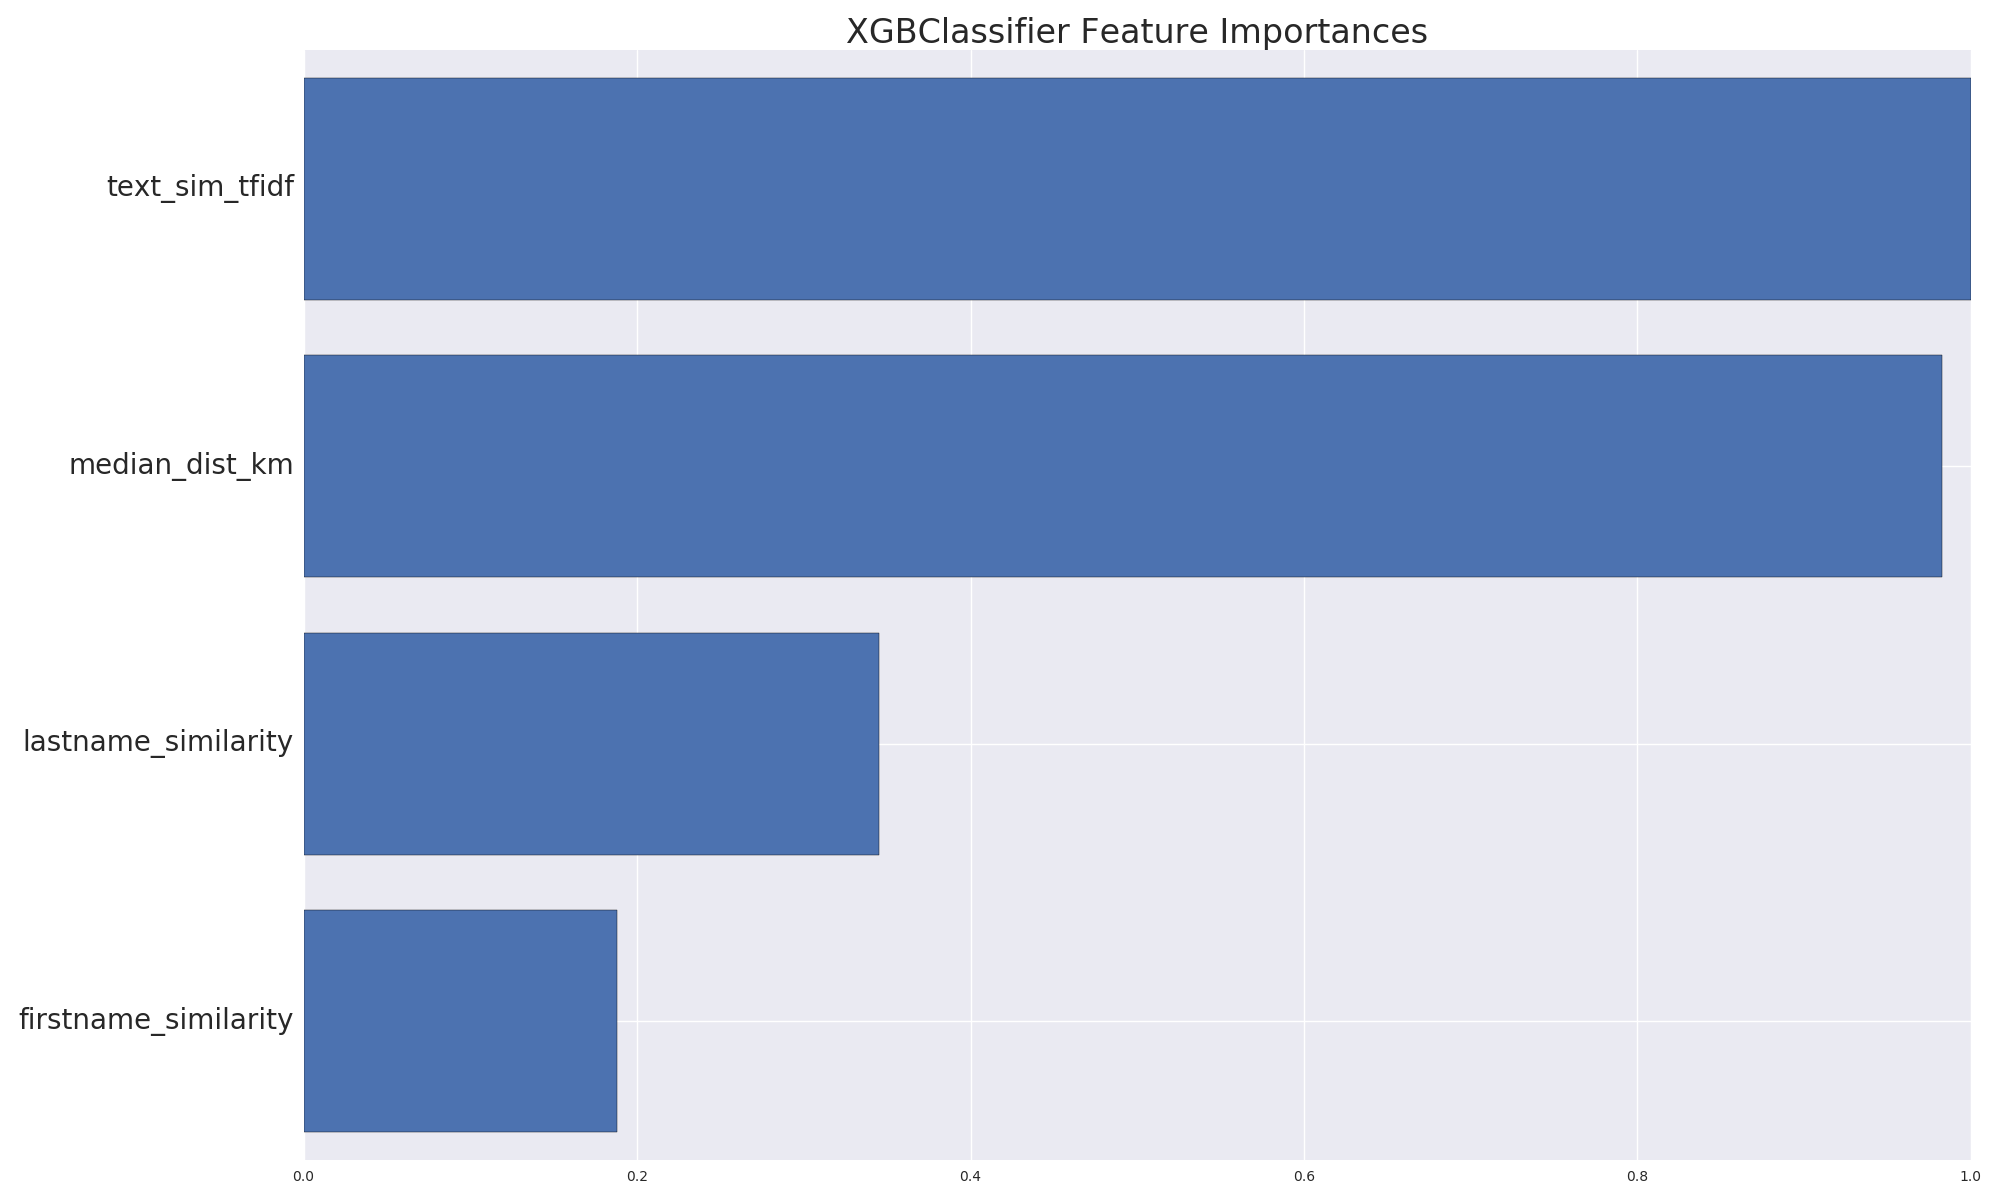 XGBClassifier Feature Importances
text_sim_tfidf
median_dist_km
lastname_similarity
firstname_similarity
0.0 0.2 0.4 0.6 0.8 1.0